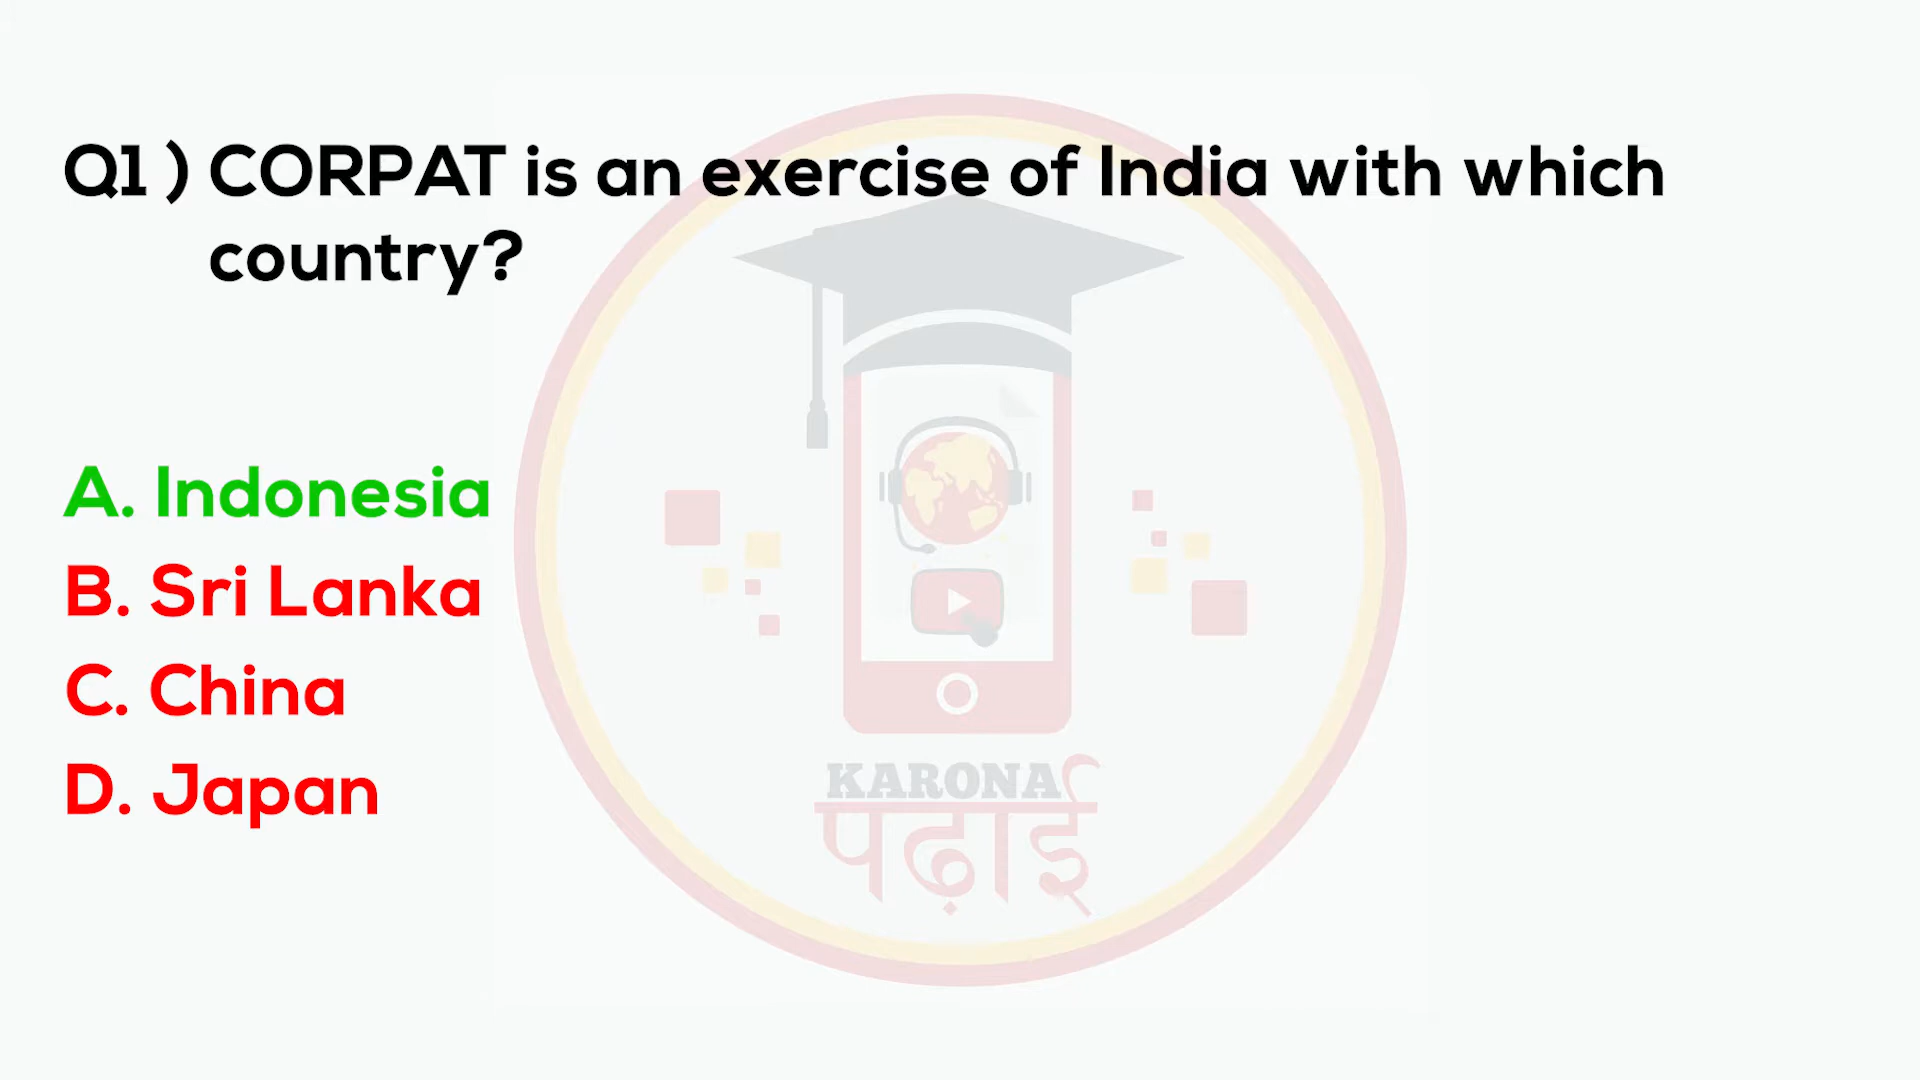 Q1 ) CORPAT is an exercise of India with which
country?
A. Indonesia
B. Sri Lanka
C. China
D. Japan
KARONA
पढ़ाई